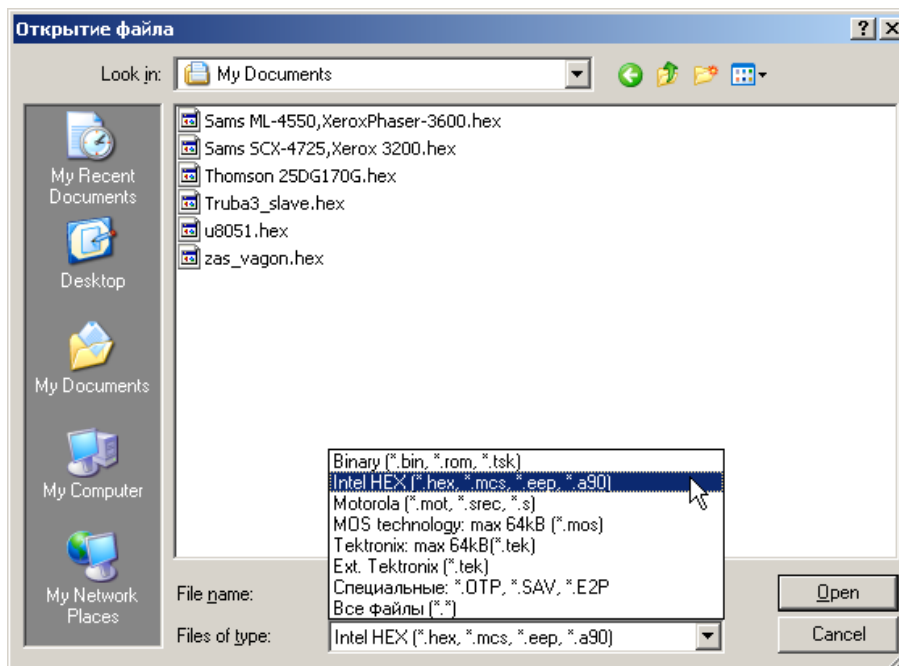 Открытие файла
Look in: My Documents
My Recent
Documents
Desktop
My Documents
My Computer
My Network
Places
Sams ML-4550,XeroxPhaser-3600.hex
Sams SCX-4725,Xerox 3200.hex
Thomson 25DG170G.hex
Truba3_slave.hex
u8051.hex
zas_vagon.hex
Binary (*.bin, *.rom, *.tsk)
Intel HEX (*.hex, *.mcs, *.eep, *.a90)
Motorola (*.mot, *.srec, *.s)
MOS technology: max 64kB (*.mos)
Tektronix: max 64kB(*.tek)
Ext. Tektronix (*.tek)
Специальные: *.OTP, *.SAV, *.E2P
Все файлы (*.*)
File name: Open
Files of type: Intel HEX (*.hex, *.mcs, *.eep, *.a90) Cancel